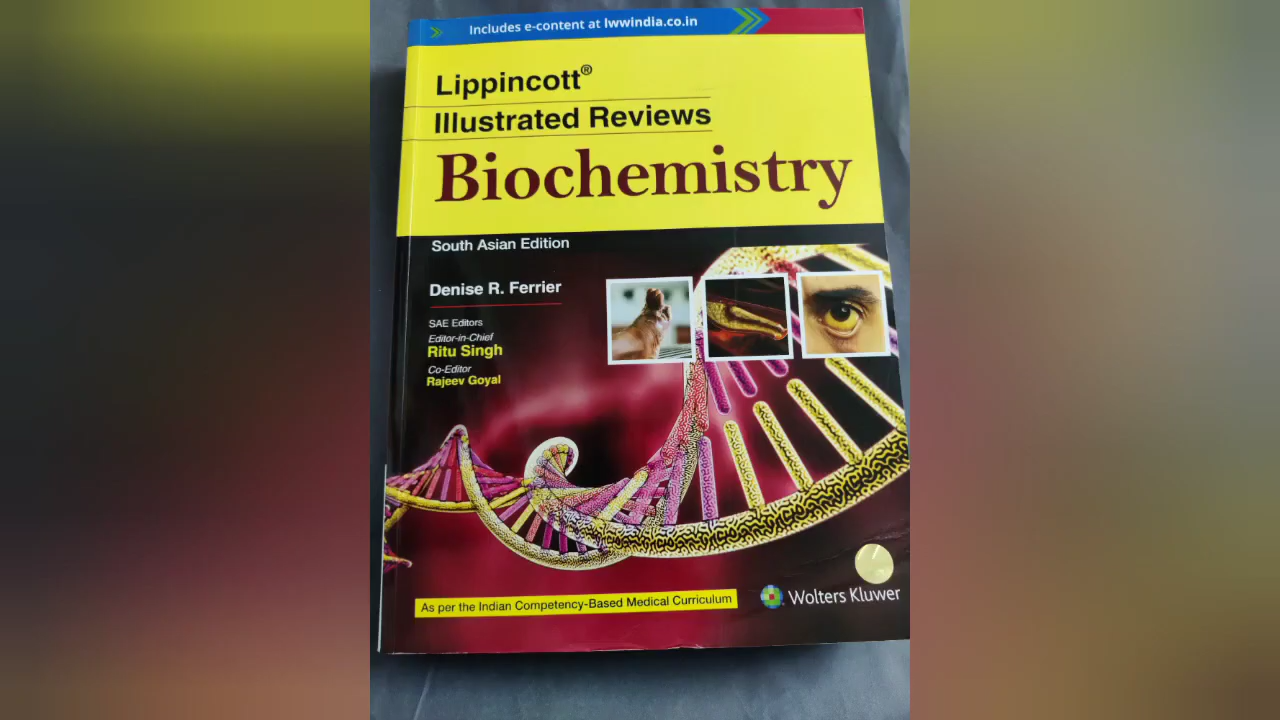 Includes e-content at lwwindia.co.in
Lippincott®
Illustrated Reviews
Biochemistry
South Asian Edition
Denise R. Ferrier
SAE Editors
Editor-in-Chief
Ritu Singh
Co-Editor
Rajeev Goyal
As per the Indian Competency-Based Medical Curriculum
Wolters Kluwer